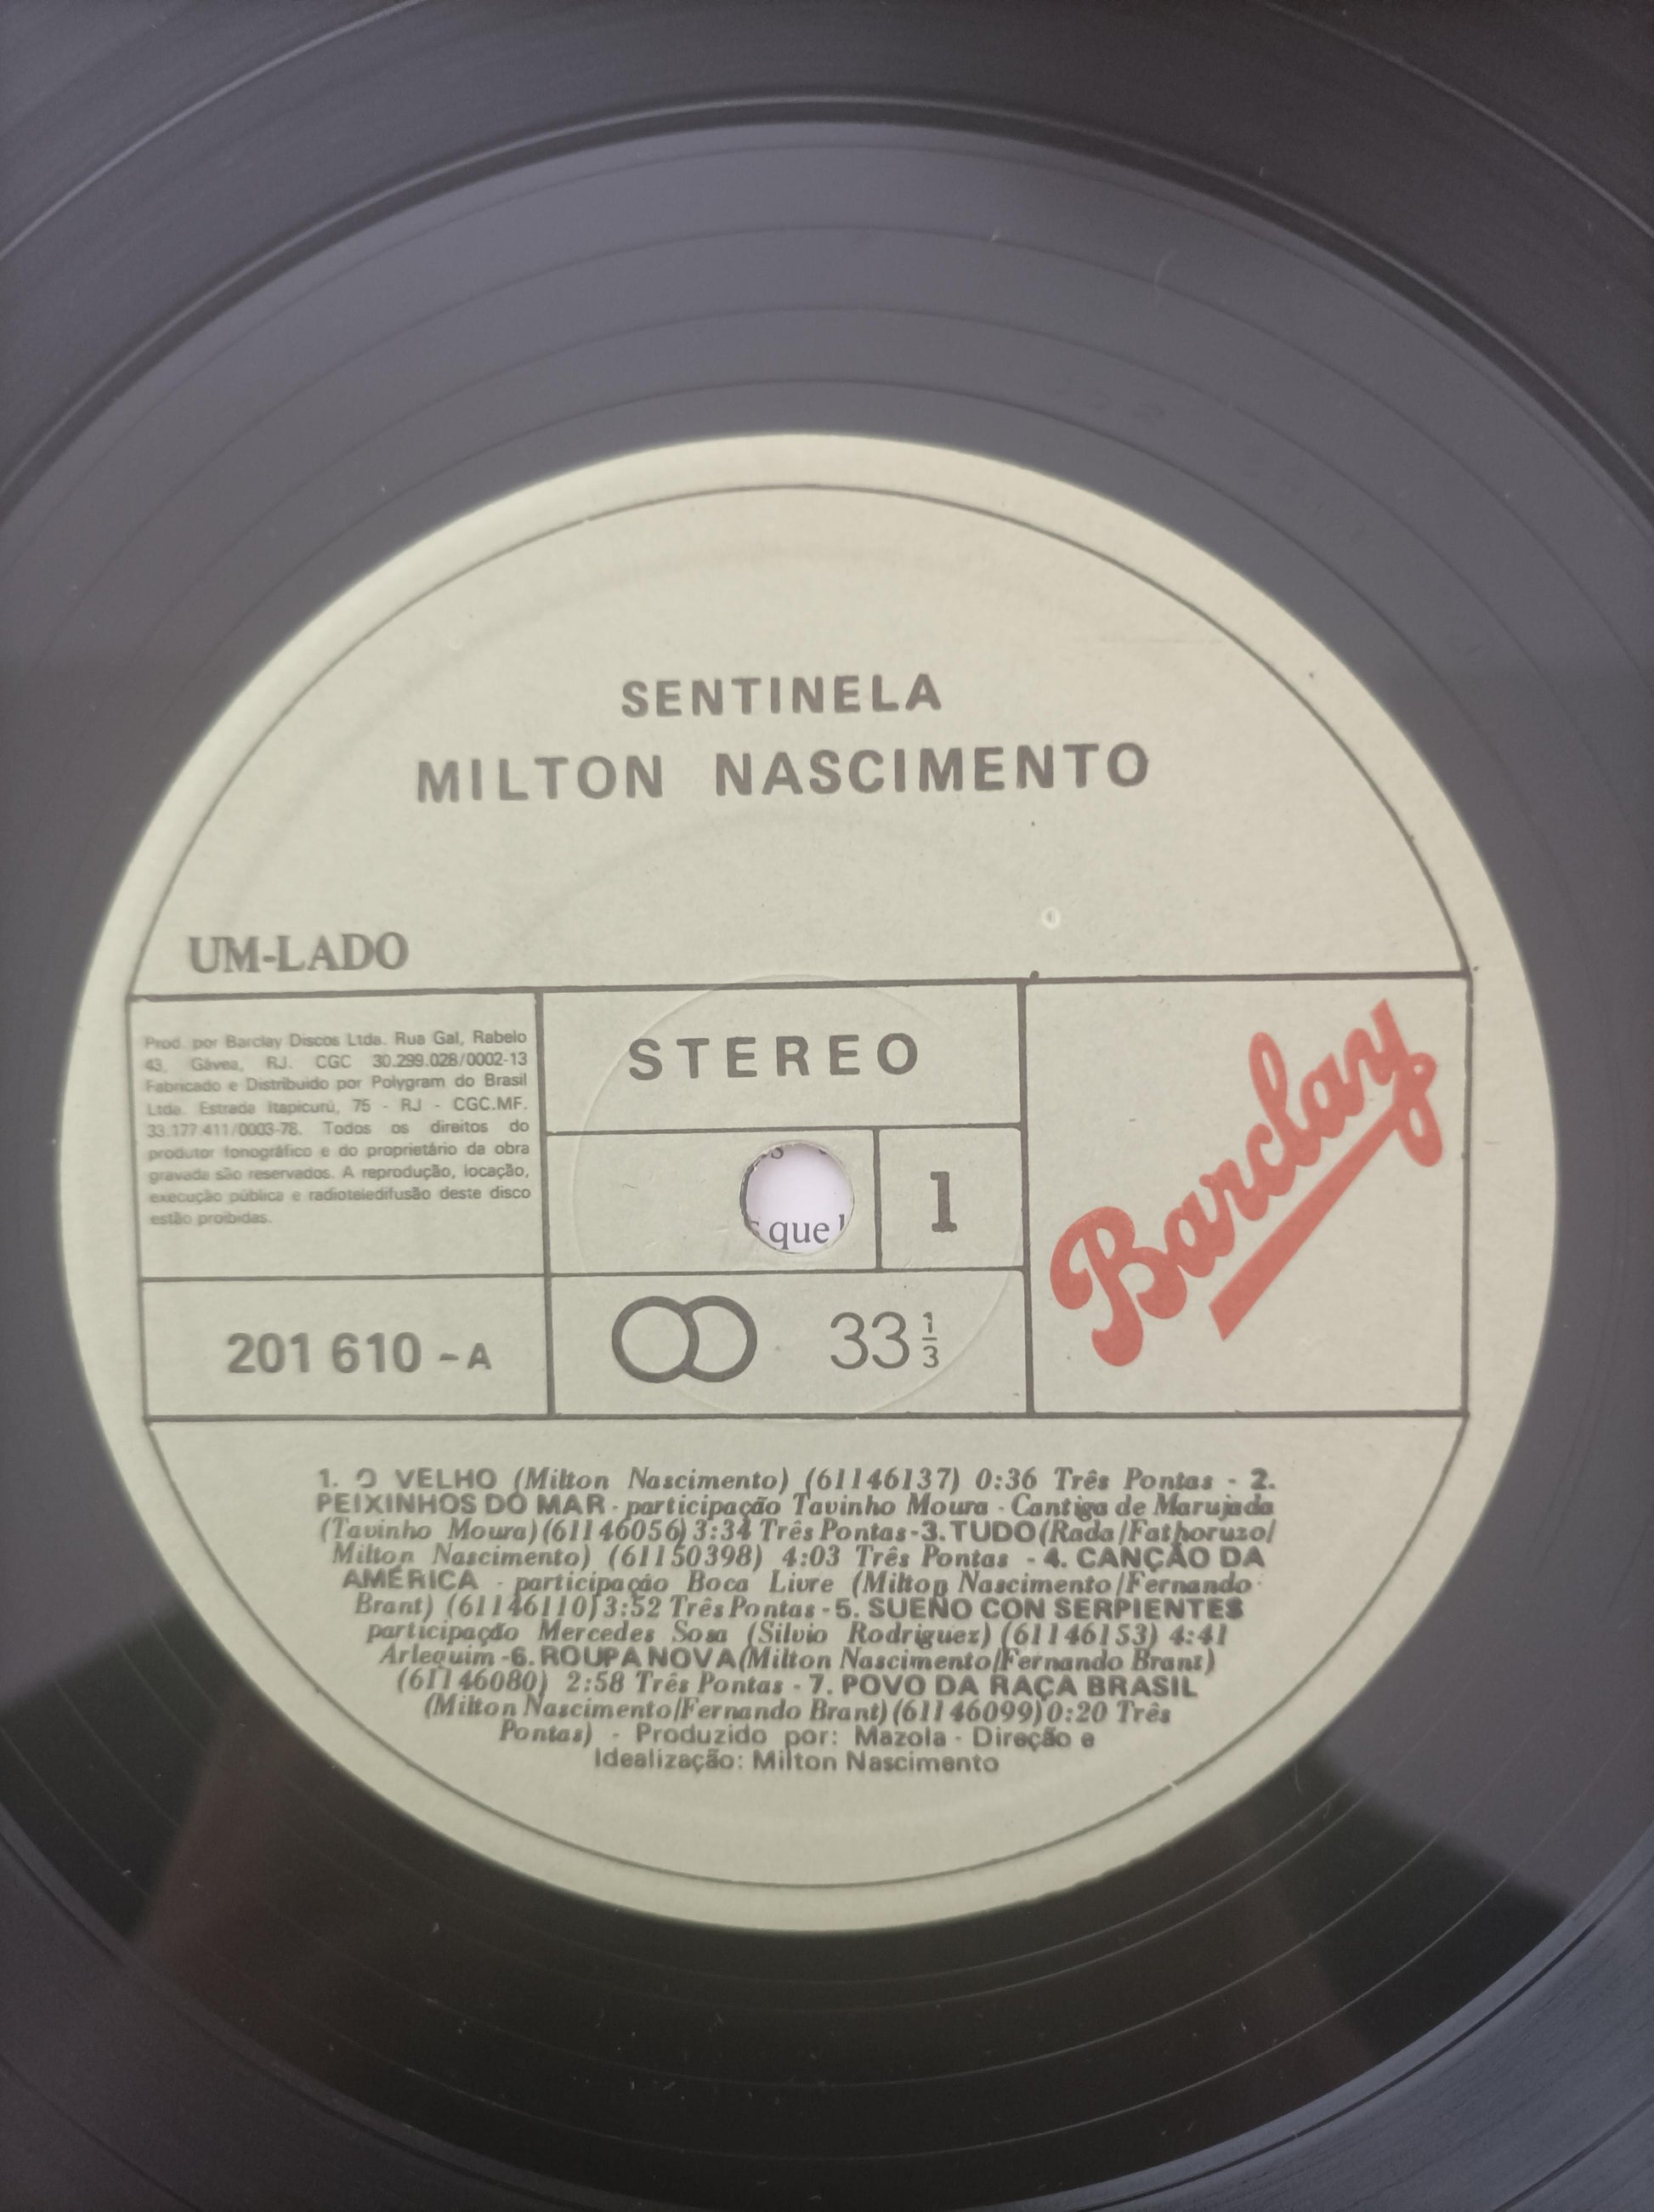 SENTINELA
MILTON NASCIMENTO
UM-LADO
Prod. por Barclay Discos Ltda. Rua Gal, Rabelo
43, Gávea, RJ. CGC 30.299.028/0002-13
Fabricado e Distribuido por Polygram do Brasil
Ltda. Estrada Itapicurú, 75 - RJ - CGC.MF.
33.177.411/0003-78. Todos os direitos do
produtor fonográfico e do proprietário da obra
gravada são reservados. A reprodução, locação,
execução pública e radioteledifusão deste disco
estão proibidas.
STEREO
que
1
201 610 - A
33 1/3
Barclay
1. O VELHO (Milton Nascimento) (61146137) 0:36 Três Pontas - 2.
PEIXINHOS DO MAR - participação Tavinho Moura - Cantiga de Marujada
(Tavinho Moura) (61146056) 3:34 Três Pontas - 3. TUDO (Rada/Fathoruzo/
Milton Nascimento) (61150398) 4:03 Três Pontas - 4. CANÇÃO DA
AMÉRICA - participação Boca Livre (Milton Nascimento/Fernando
Brant) (61146110) 3:52 Três Pontas - 5. SUEÑO CON SERPIENTES
participação Mercedes Sosa (Silvio Rodriguez) (61146153) 4:41
Arlequim - 6. ROUPA NOVA (Milton Nascimento/Fernando Brant)
(61146080) 2:58 Três Pontas - 7. POVO DA RAÇA BRASIL
(Milton Nascimento/Fernando Brant) (61146099) 0:20 Três
Pontas) - Produzido por: Mazola - Direção e
Idealização: Milton Nascimento